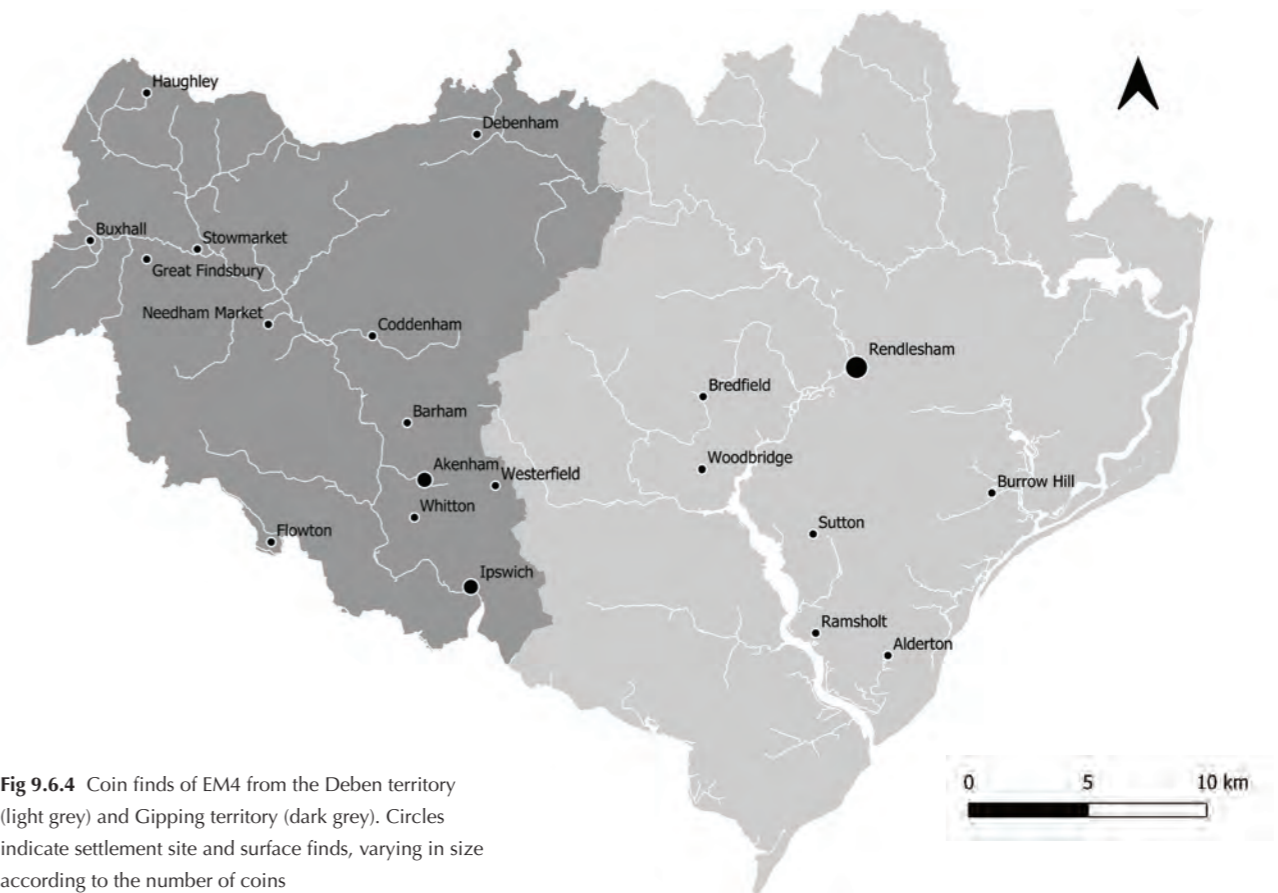 Haughley
Debenham
Buxhall
Stowmarket
Great Findsbury
Needham Market
Coddenham
Rendlesham
Bredfield
Barham
Woodbridge
Akenham
Westerfield
Burrow Hill
Whitton
Sutton
Flowton
Ipswich
Ramsholt
Alderton
Fig 9.6.4 Coin finds of EM4 from the Deben territory
(light grey) and Gipping territory (dark grey). Circles
indicate settlement site and surface finds, varying in size
according to the number of coins
0 5 10 km